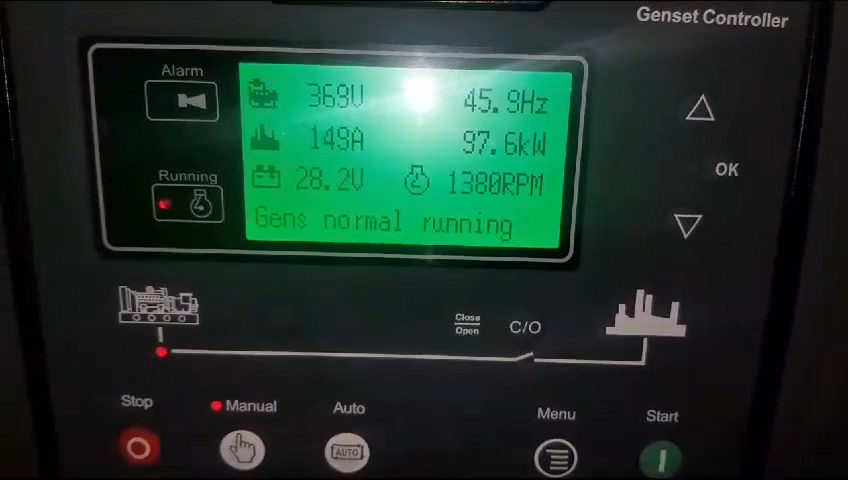 Genset Controller
Alarm
369V 45.9Hz
149A 97.6kW
Running
28.2V 1380RPM
OK
Gens normal running
Close
Open
C/O
Stop
Manual
Auto
Menu
Start
AUTO